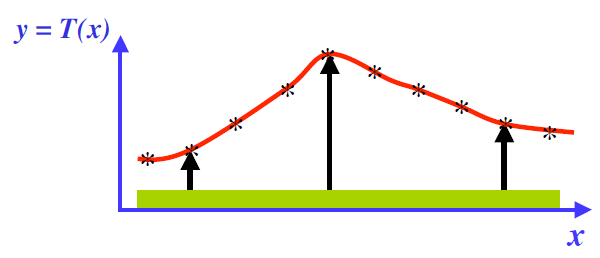 y = T(x)
x